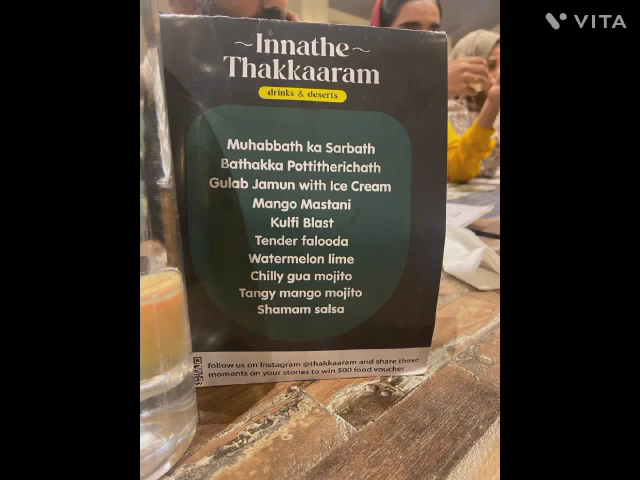 VITA
~Innathe~
Thakkaaram
drinks & deserts
Muhabbath ka Sarbath
Bathakka Pottitherichath
Gulab Jamun with Ice Cream
Mango Mastani
Kulfi Blast
Tender falooda
Watermelon lime
Chilly gua mojito
Tangy mango mojito
Shamam salsa
follow us on Instagram @thakkaaram and share these
moments on your stories to win 500 food voucher